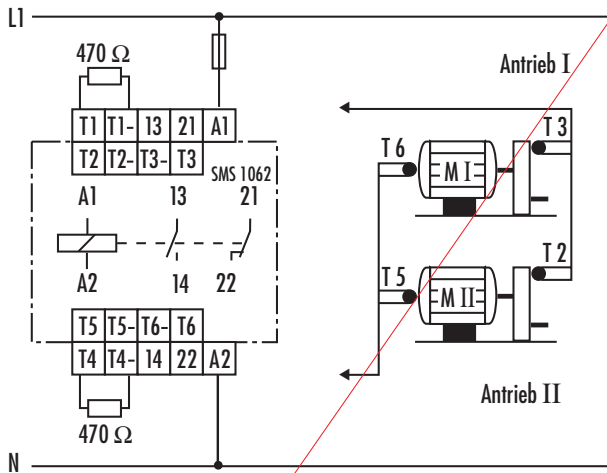 L1
470 Ω
Antrieb I
T1 T1- 13 21 A1
T2 T2- T3- T3
SMS 1062
A1 13 21
A2 14 22
T5 T5- T6- T6
T4 T4- 14 22 A2
470 Ω
N
T 6 T 3
M I
T 5 T 2
M II
Antrieb II